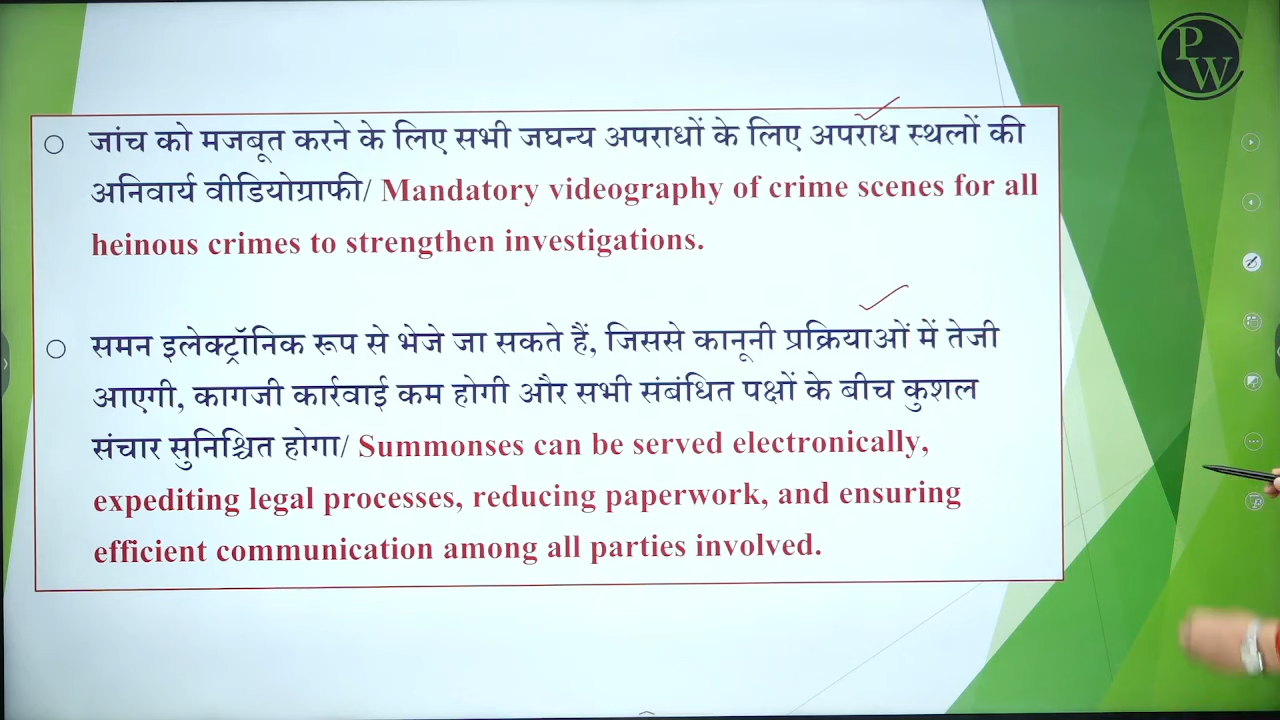 PW
जांच को मजबूत करने के लिए सभी जघन्य अपराधों के लिए अपराध स्थलों की
अनिवार्य वीडियोग्राफी/ Mandatory videography of crime scenes for all
heinous crimes to strengthen investigations.
समन इलेक्ट्रॉनिक रूप से भेजे जा सकते हैं, जिससे कानूनी प्रक्रियाओं में तेजी
आएगी, कागजी कार्रवाई कम होगी और सभी संबंधित पक्षों के बीच कुशल
संचार सुनिश्चित होगा/ Summonses can be served electronically,
expediting legal processes, reducing paperwork, and ensuring
efficient communication among all parties involved.